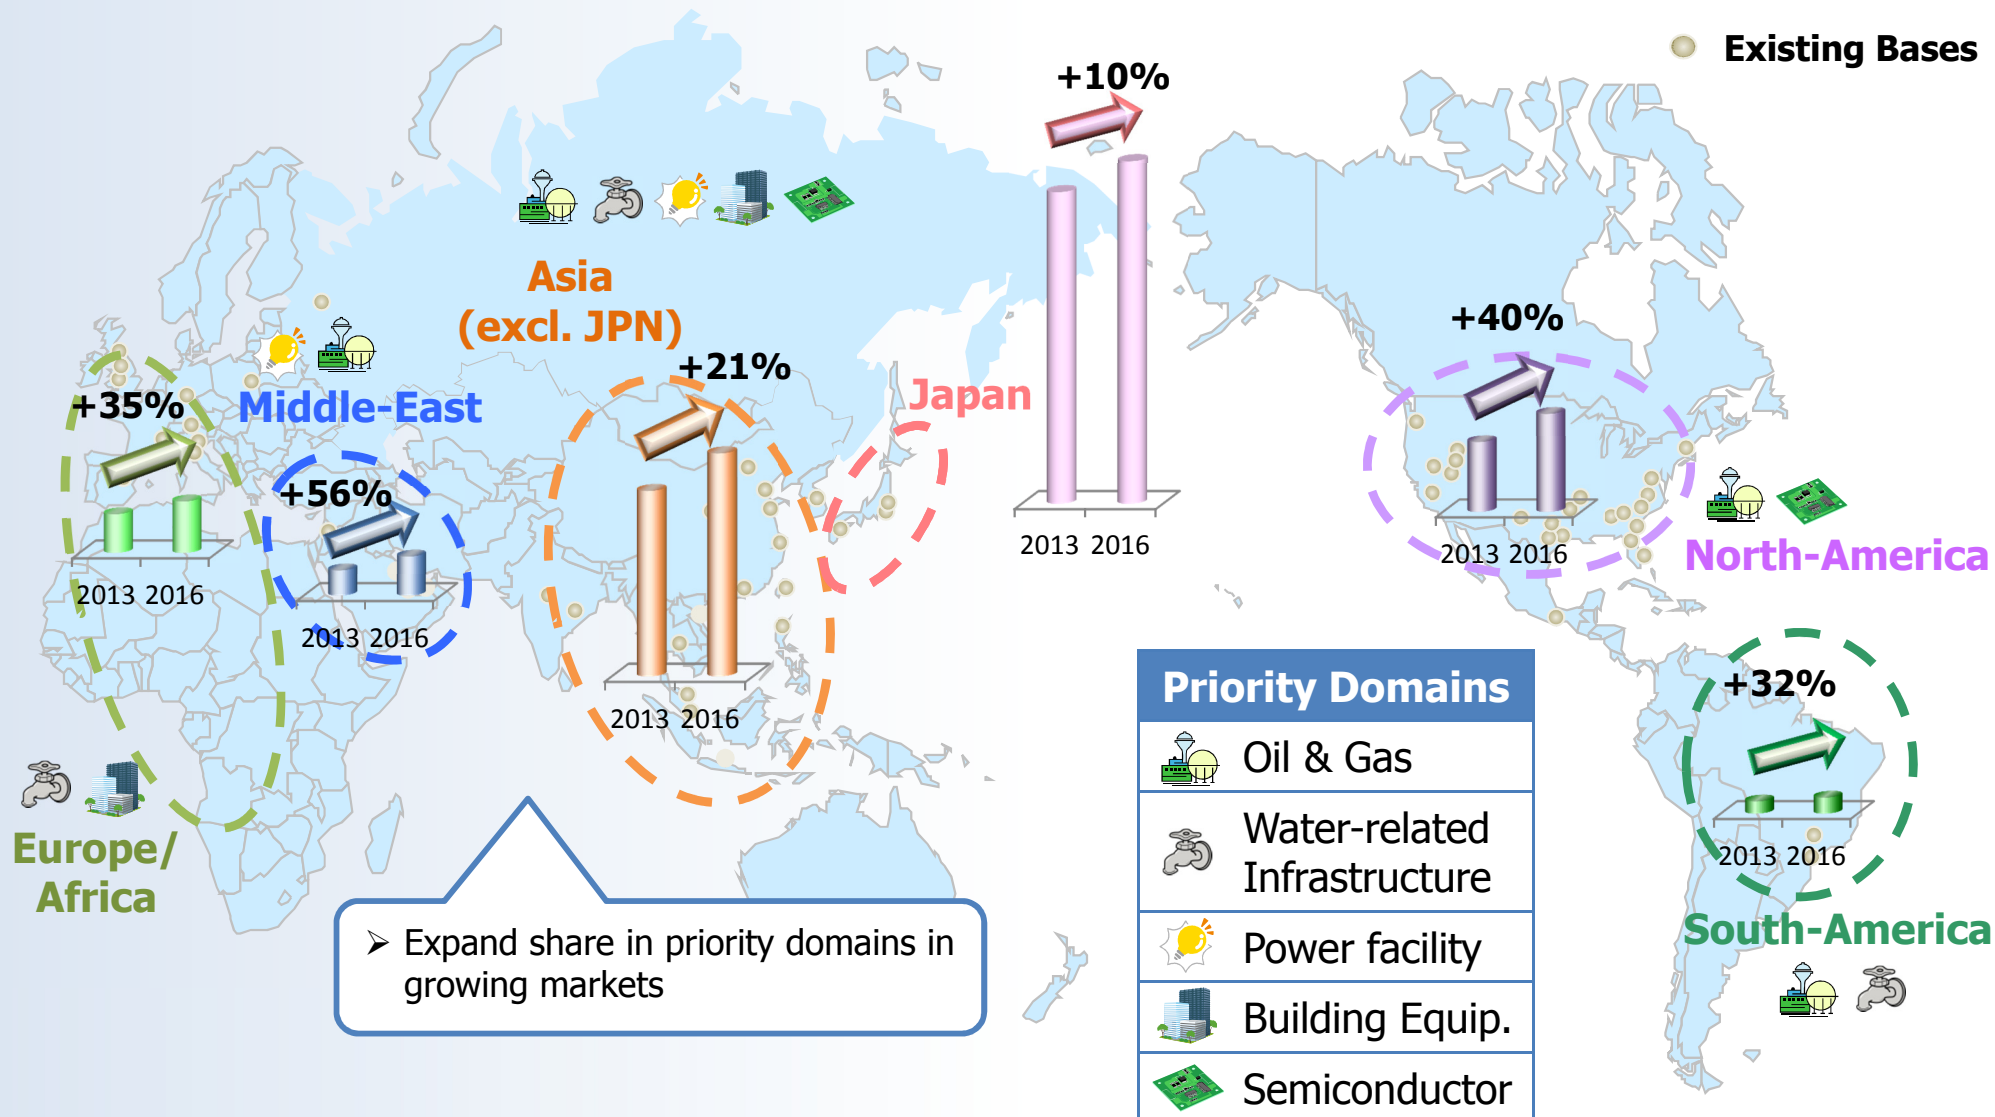 Existing Bases
+10%
Asia
(excl. JPN)
+40%
+21%
+35%
Middle-East
Japan
+56%
2013 2016
2013 2016
North-America
2013 2016
2013 2016
2013 2016
+32%
Priority Domains
Oil & Gas
Water-related
Infrastructure
Power facility
Building Equip.
Semiconductor
Europe/
Africa
2013 2016
South-America
➢ Expand share in priority domains in
growing markets